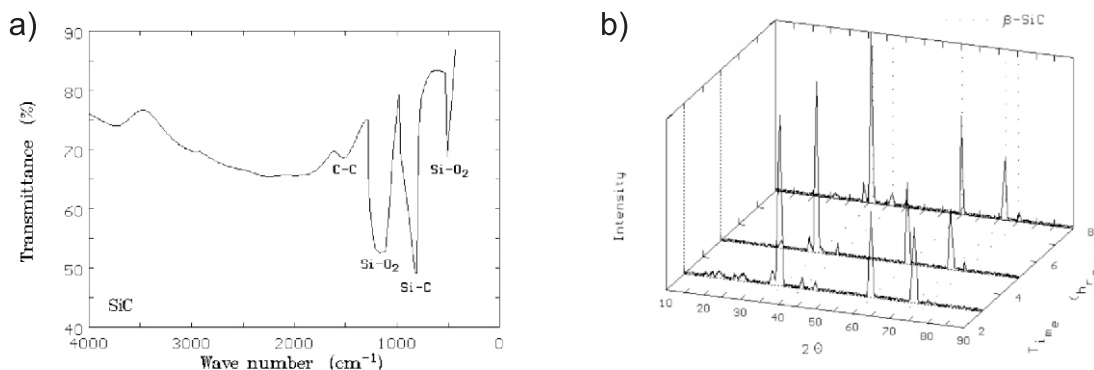 a)
90
80
70
60
50
40
Transmittance (%)
C-C
Si-O₂
Si-C
Si-O₂
SiC
4000 3000 2000 1000 0
Wave number (cm⁻¹)
b)
β-SiC
Intensity
10 20 30 40 50 60 70 80 90
2θ
2 4 6 8
Time